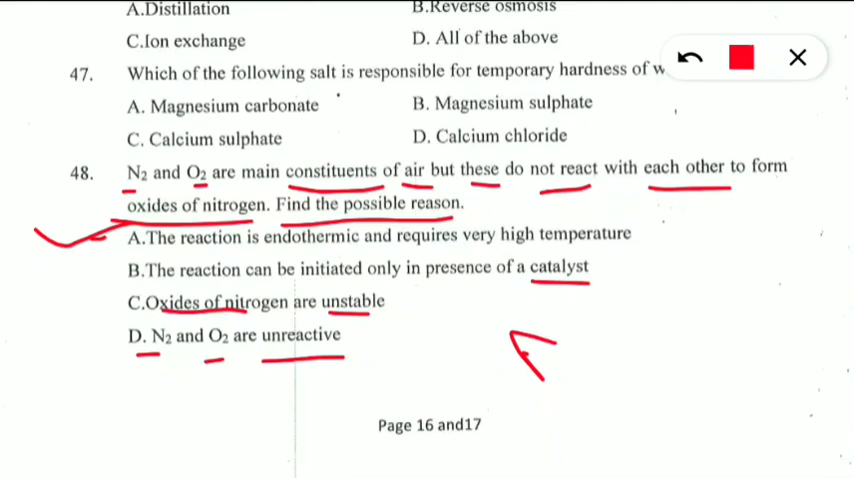 A.Distillation B.Reverse osmosis
C.Ion exchange D. All of the above
47. Which of the following salt is responsible for temporary hardness of
A. Magnesium carbonate B. Magnesium sulphate
C. Calcium sulphate D. Calcium chloride
48. N₂ and O₂ are main constituents of air but these do not react with each other to form
oxides of nitrogen. Find the possible reason.
A.The reaction is endothermic and requires very high temperature
B.The reaction can be initiated only in presence of a catalyst
C.Oxides of nitrogen are unstable
D. N₂ and O₂ are unreactive
Page 16 and17